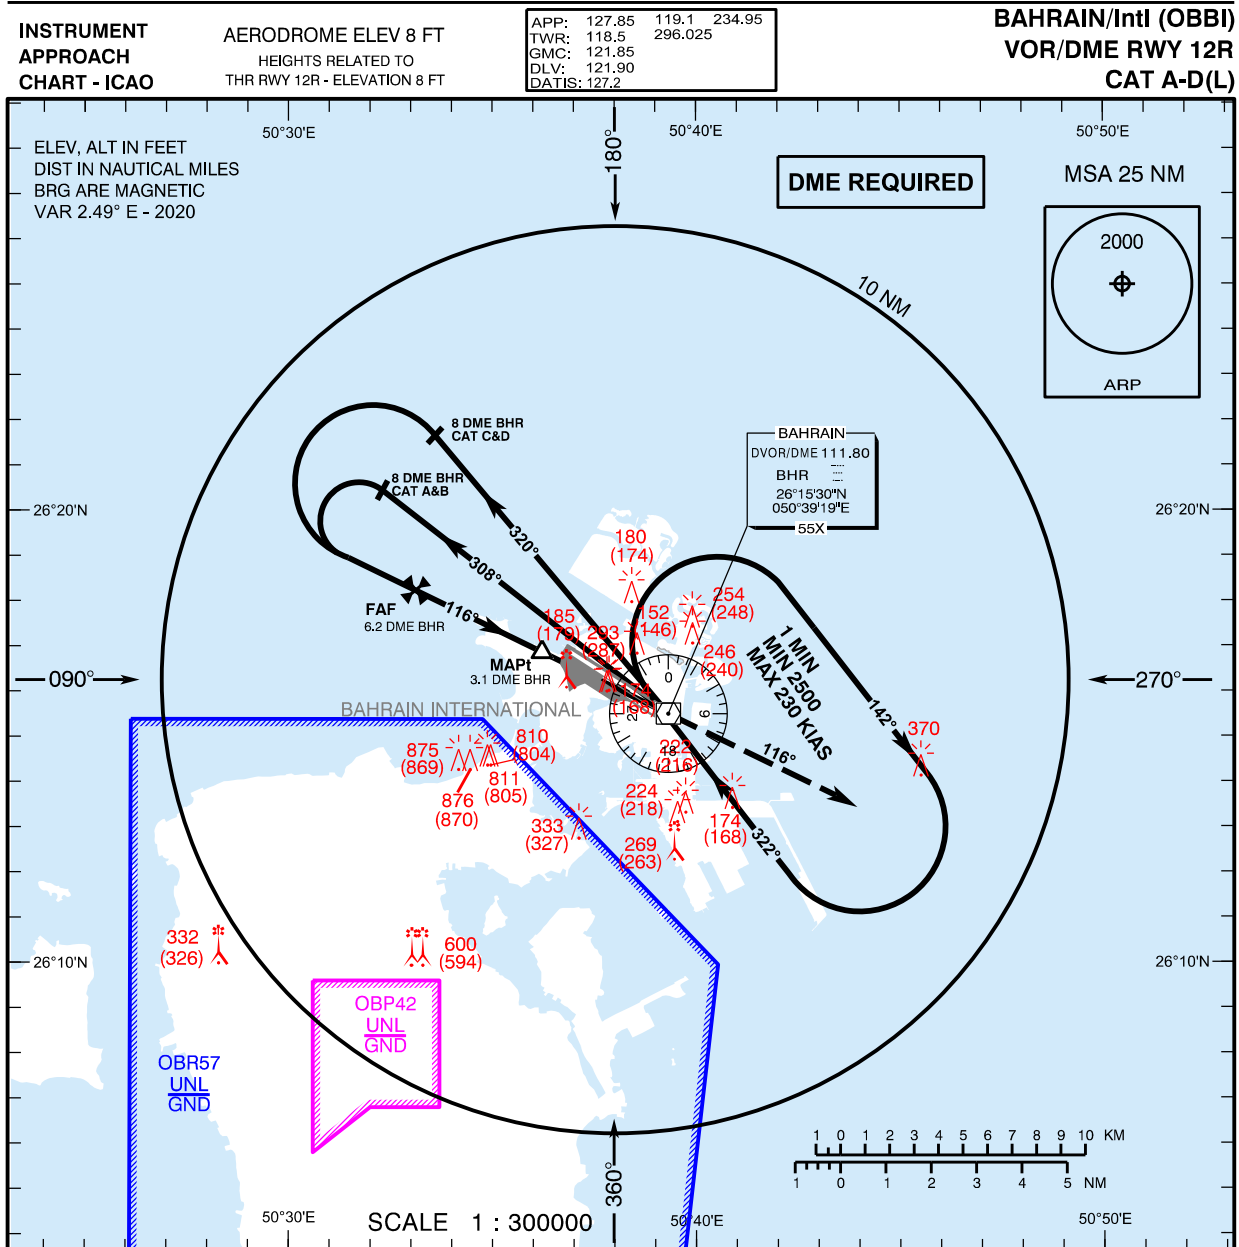 INSTRUMENT
APPROACH
CHART - ICAO
AERODROME ELEV 8 FT
HEIGHTS RELATED TO
THR RWY 12R - ELEVATION 8 FT
APP: 127.85 119.1 234.95
TWR: 118.5 296.025
GMC: 121.85
DLV: 121.90
DATIS: 127.2
BAHRAIN/Intl (OBBI)
VOR/DME RWY 12R
CAT A-D(L)
50°30'E
50°40'E
50°50'E
180°
ELEV, ALT IN FEET
DIST IN NAUTICAL MILES
BRG ARE MAGNETIC
VAR 2.49° E - 2020
DME REQUIRED
MSA 25 NM
2000
ARP
10 NM
8 DME BHR
CAT C&D
8 DME BHR
CAT A&B
BAHRAIN
DVOR/DME 111.80
BHR
26°15'30"N
050°39'19"E
55X
26°20'N
26°20'N
320°
308°
116°
FAF
6.2 DME BHR
MAPt
3.1 DME BHR
180
(174)
185
(179)
293
(287)
152
(146)
254
(248)
246
(240)
174
(168)
1 MIN
MIN 2500
MAX 230 KIAS
142°
370
090°
270°
BAHRAIN INTERNATIONAL
0
9
18
222
(216)
116°
875
(869)
810
(804)
811
(805)
876
(870)
333
(327)
224
(218)
269
(263)
174
(168)
322°
332
(326)
600
(594)
26°10'N
26°10'N
OBP42
UNL
GND
OBR57
UNL
GND
1 0 1 2 3 4 5 6 7 8 9 10 KM
1 0 1 2 3 4 5 NM
360°
50°30'E
SCALE 1 : 300000
50°40'E
50°50'E